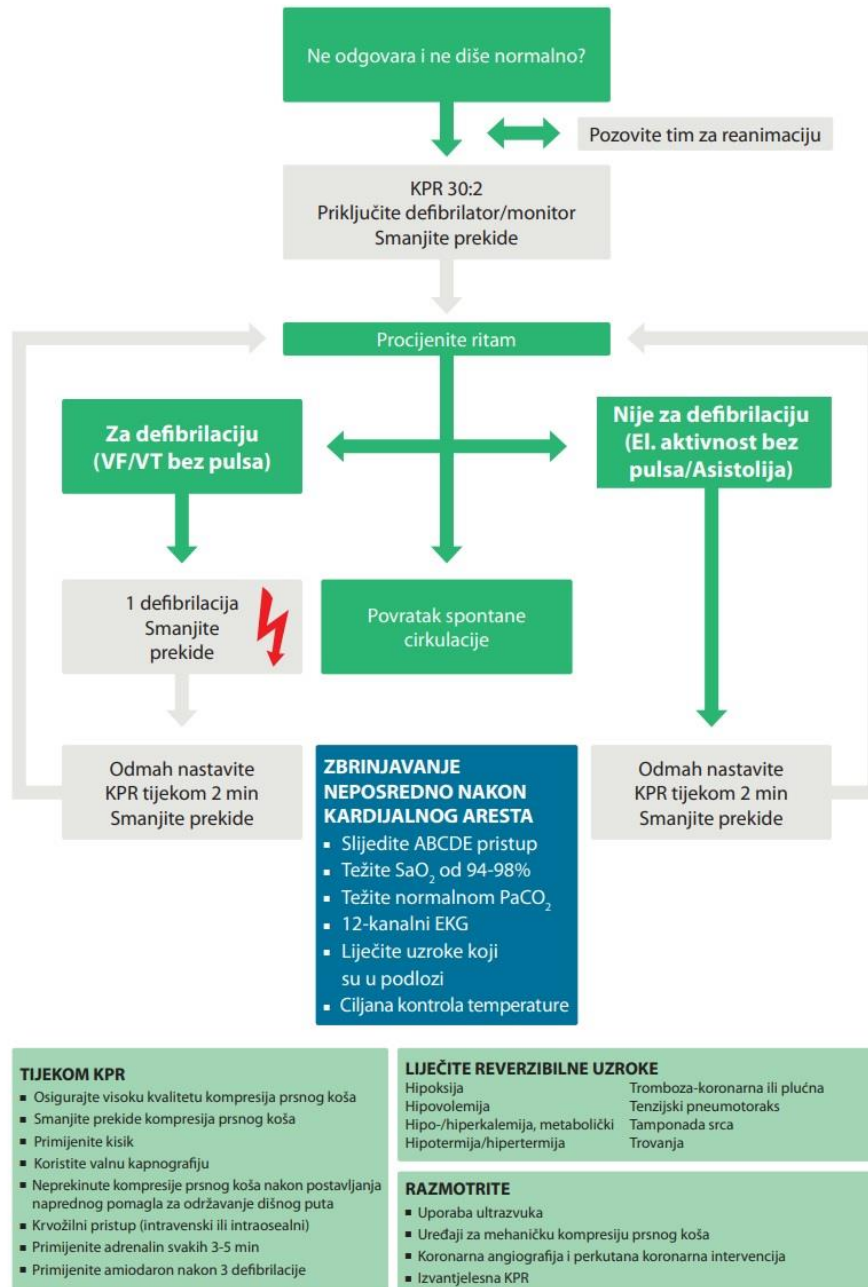 Ne odgovara i ne diše normalno?
Pozovite tim za reanimaciju
KPR 30:2
Priključite defibrilator/monitor
Smanjite prekide
Procijenite ritam
Za defibrilaciju
(VF/VT bez pulsa)
Nije za defibrilaciju
(El. aktivnost bez
pulsa/Asistolija)
1 defibrilacija
Smanjite
prekide
Povratak spontane
cirkulacije
Odmah nastavite
KPR tijekom 2 min
Smanjite prekide
ZBRINJAVANJE
NEPOSREDNO NAKON
KARDIJALNOG ARESTA
▪ Slijedite ABCDE pristup
▪ Težite SaO₂ od 94-98%
▪ Težite normalnom PaCO₂
▪ 12-kanalni EKG
▪ Liječite uzroke koji
su u podlozi
▪ Ciljana kontrola temperature
Odmah nastavite
KPR tijekom 2 min
Smanjite prekide
TIJEKOM KPR
▪ Osigurajte visoku kvalitetu kompresija prsnog koša
▪ Smanjite prekide kompresija prsnog koša
▪ Primijenite kisik
▪ Koristite valnu kapnografiju
▪ Neprekinute kompresije prsnog koša nakon postavljanja
naprednog pomagla za održavanje dišnog puta
▪ Krvožilni pristup (intravenski ili intraosealni)
▪ Primijenite adrenalin svakih 3-5 min
▪ Primijenite amiodaron nakon 3 defibrilacije
LIJEČITE REVERZIBILNE UZROKE
Hipoksija
Hipovolemija
Hipo-/hiperkalemija, metabolički
Hipotermija/hipertermija
Tromboza-koronarna ili plućna
Tenzijski pneumotoraks
Tamponada srca
Trovanja
RAZMOTRITE
▪ Uporaba ultrazvuka
▪ Uređaji za mehaničku kompresiju prsnog koša
▪ Koronarna angiografija i perkutana koronarna intervencija
▪ Izvantjelesna KPR